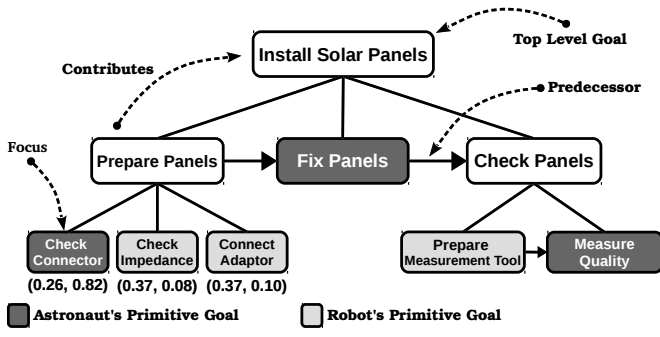 Install Solar Panels
Top Level Goal
Contributes
Predecessor
Focus
Prepare Panels
Fix Panels
Check Panels
Check
Connector
Check
Impedance
Connect
Adaptor
Prepare
Measurement Tool
Measure
Quality
(0.26, 0.82) (0.37, 0.08) (0.37, 0.10)
Astronaut's Primitive Goal
Robot's Primitive Goal